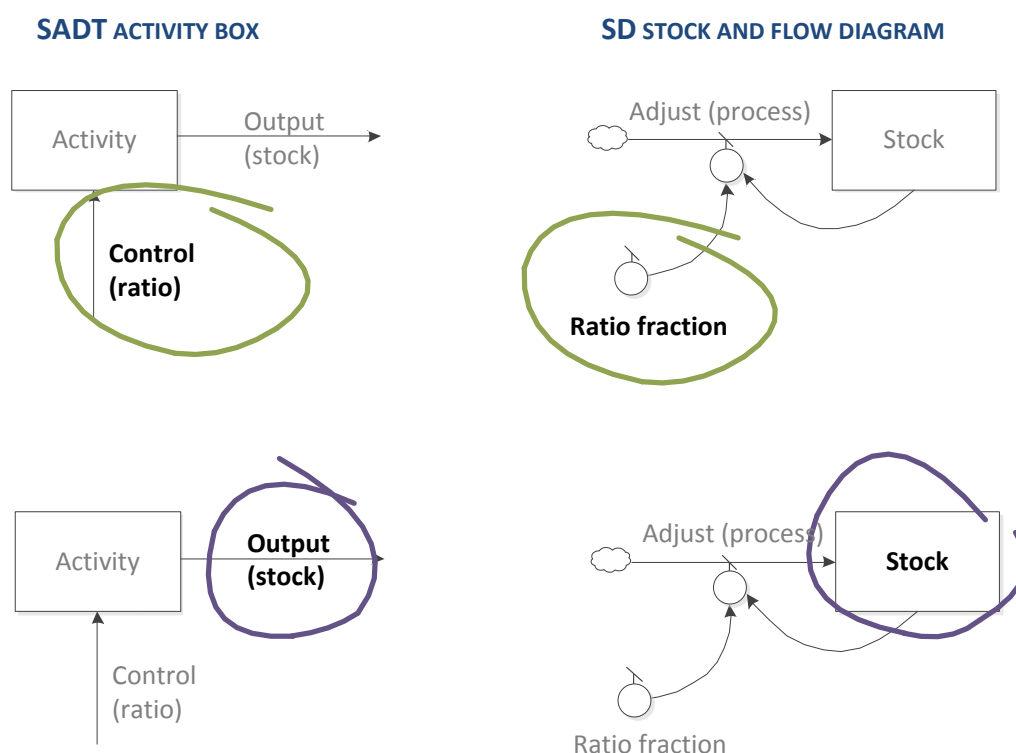 SADT ACTIVITY BOX
SD STOCK AND FLOW DIAGRAM
Activity
Output
(stock)
Control
(ratio)
Adjust (process)
Stock
Ratio fraction
Activity
Output
(stock)
Control
(ratio)
Adjust (process)
Stock
Ratio fraction